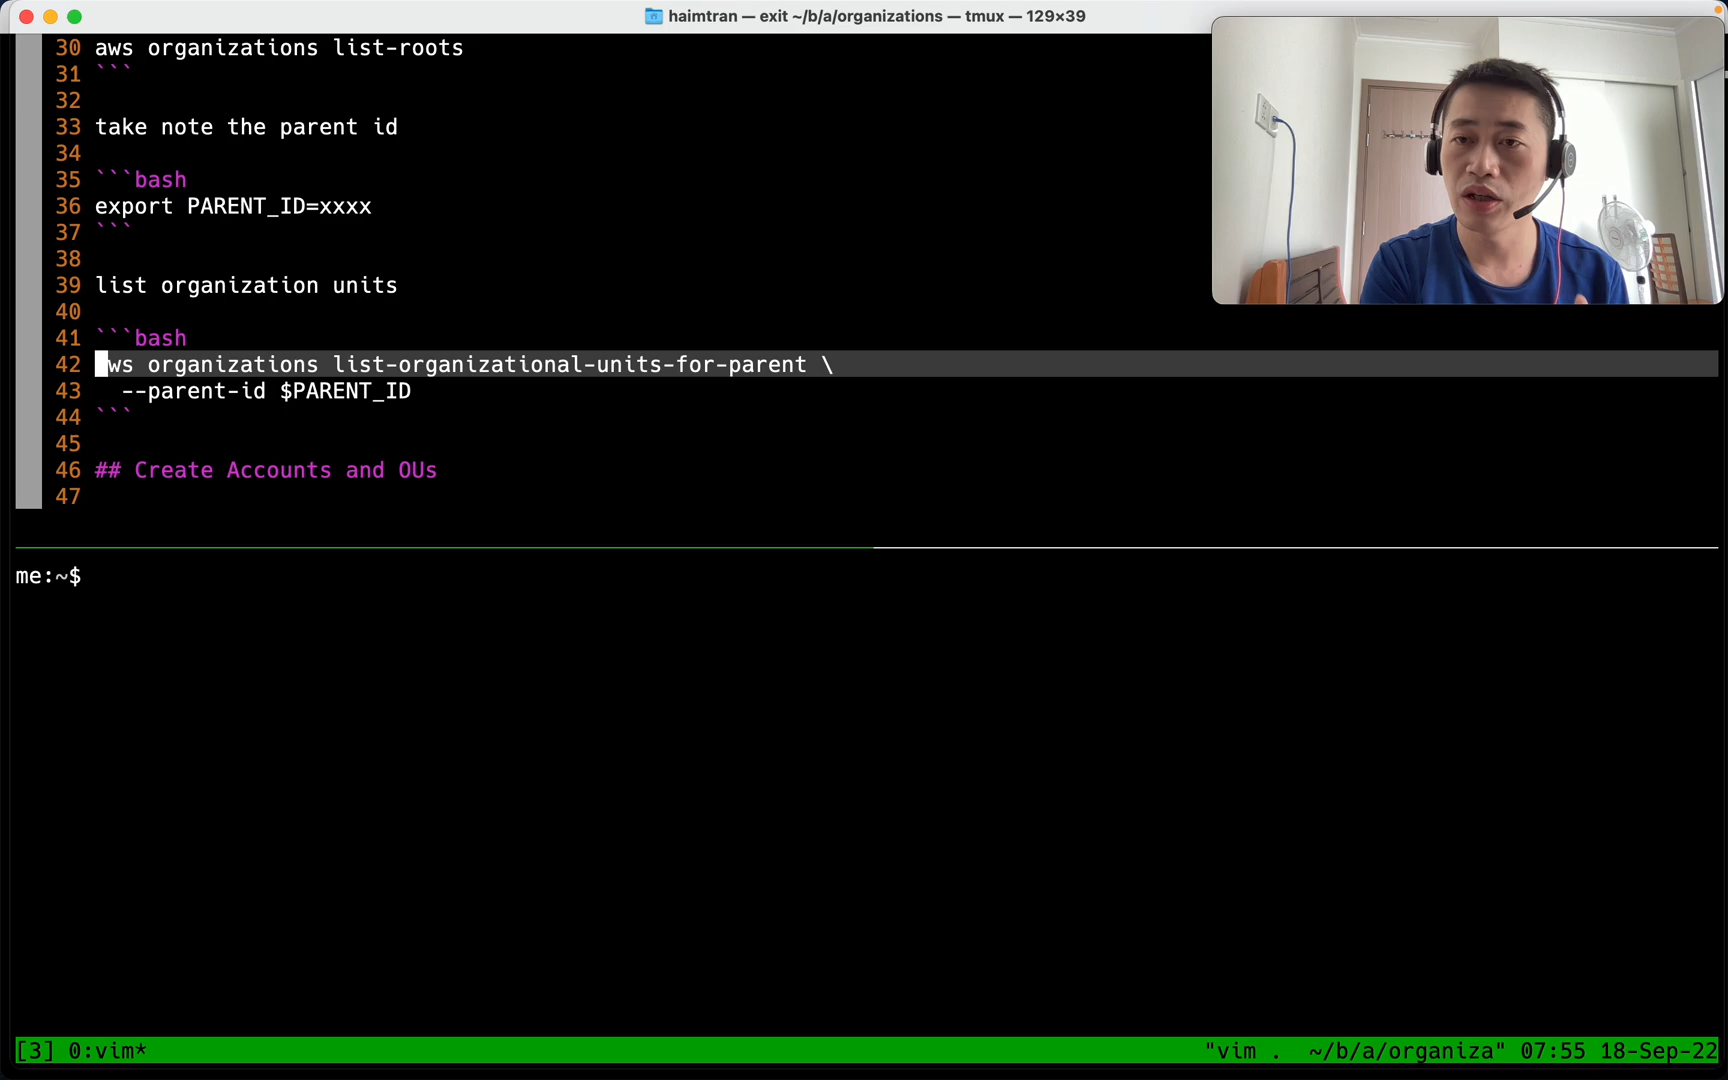 haimtran — exit ~/b/a/organizations — tmux — 129×39
30 aws organizations list-roots
31 ```
32
33 take note the parent id
34
35 ```bash
36 export PARENT_ID=xxxx
37 ```
38
39 list organization units
40
41 ```bash
42 ws organizations list-organizational-units-for-parent \
43   --parent-id $PARENT_ID
44 ```
45
46 ## Create Accounts and OUs
47
me:~$
[3] 0:vim* "vim .  ~/b/a/organiza" 07:55 18-Sep-22